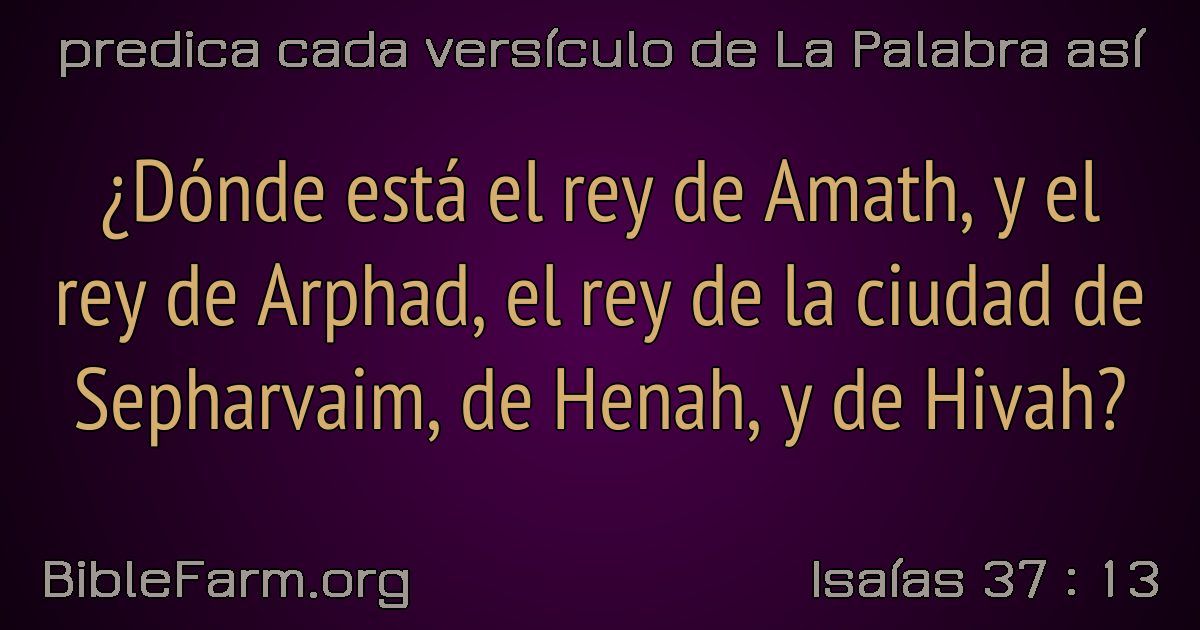 predica cada versículo de La Palabra así
¿Dónde está el rey de Amath, y el
rey de Arphad, el rey de la ciudad de
Sepharvaim, de Henah, y de Hivah?
BibleFarm.org
Isaías 37 : 13